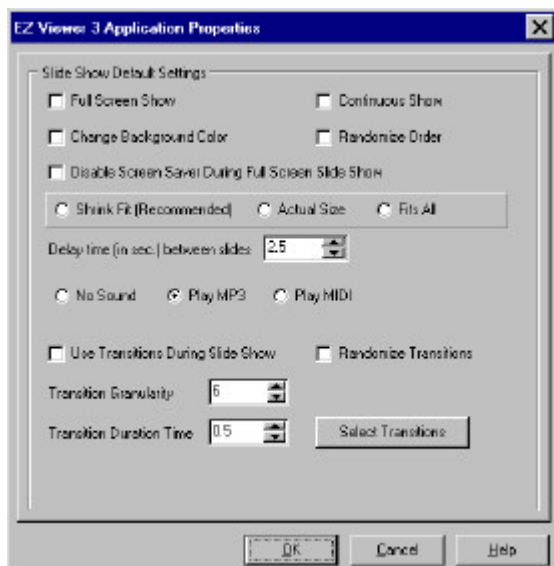 EZ Viewer 3 Application Properties
Slide Show Default Settings
Full Screen Show
Continuous Show
Change Background Color
Randomize Order
Disable Screen Saver During Full Screen Slide Show
Shrink Fit (Recommended)
Actual Size
Fits All
Delay time (in sec.) between slides
2.5
No Sound
Play MP3
Play MIDI
Use Transitions During Slide Show
Randomize Transitions
Transition Granularity
6
Transition Duration Time
0.5
Select Transitions
OK
Cancel
Help